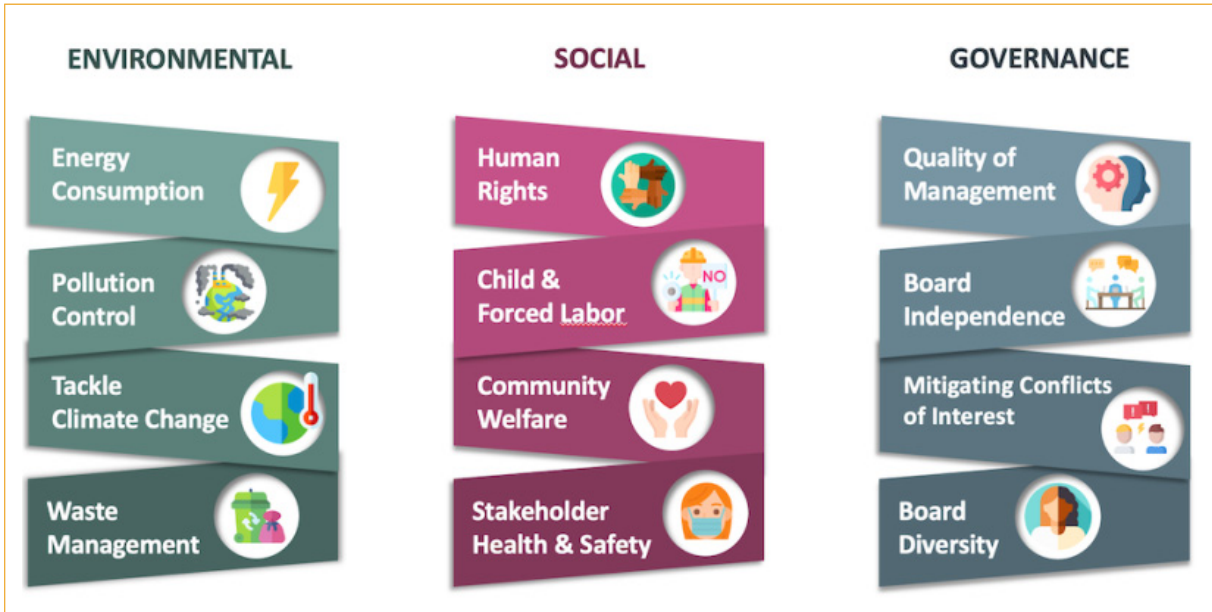 ENVIRONMENTAL
Energy
Consumption
Pollution
Control
Tackle
Climate Change
Waste
Management
SOCIAL
Human
Rights
Child &
Forced Labor
NO
Community
Welfare
Stakeholder
Health & Safety
GOVERNANCE
Quality of
Management
Board
Independence
Mitigating Conflicts
of Interest
Board
Diversity